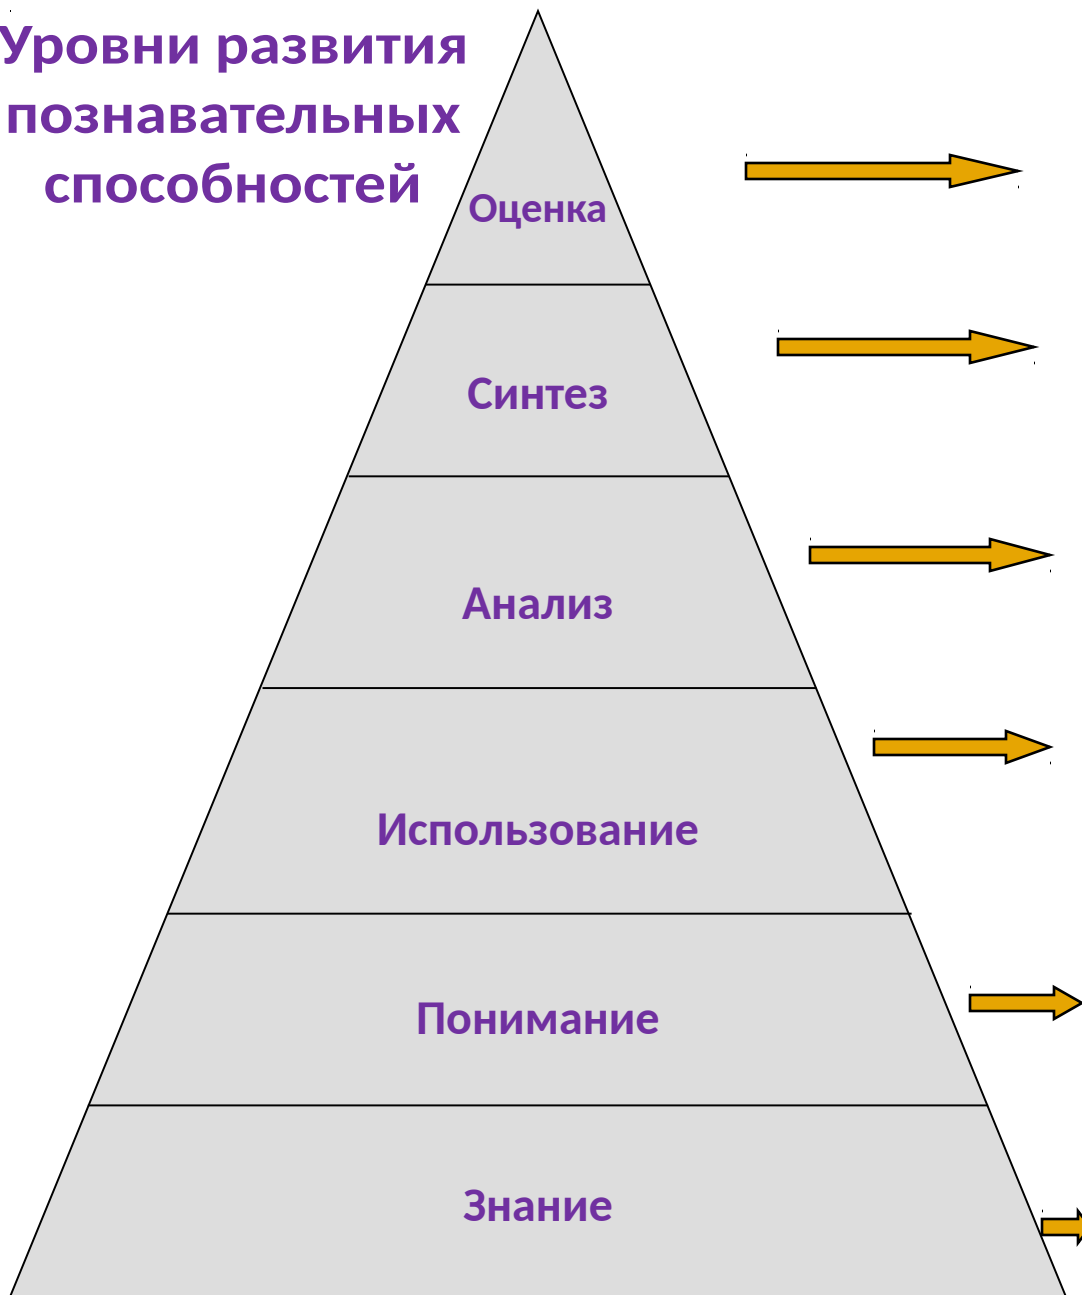 Уровни развития
познавательных
способностей
Оценка
Синтез
Анализ
Использование
Понимание
Знание